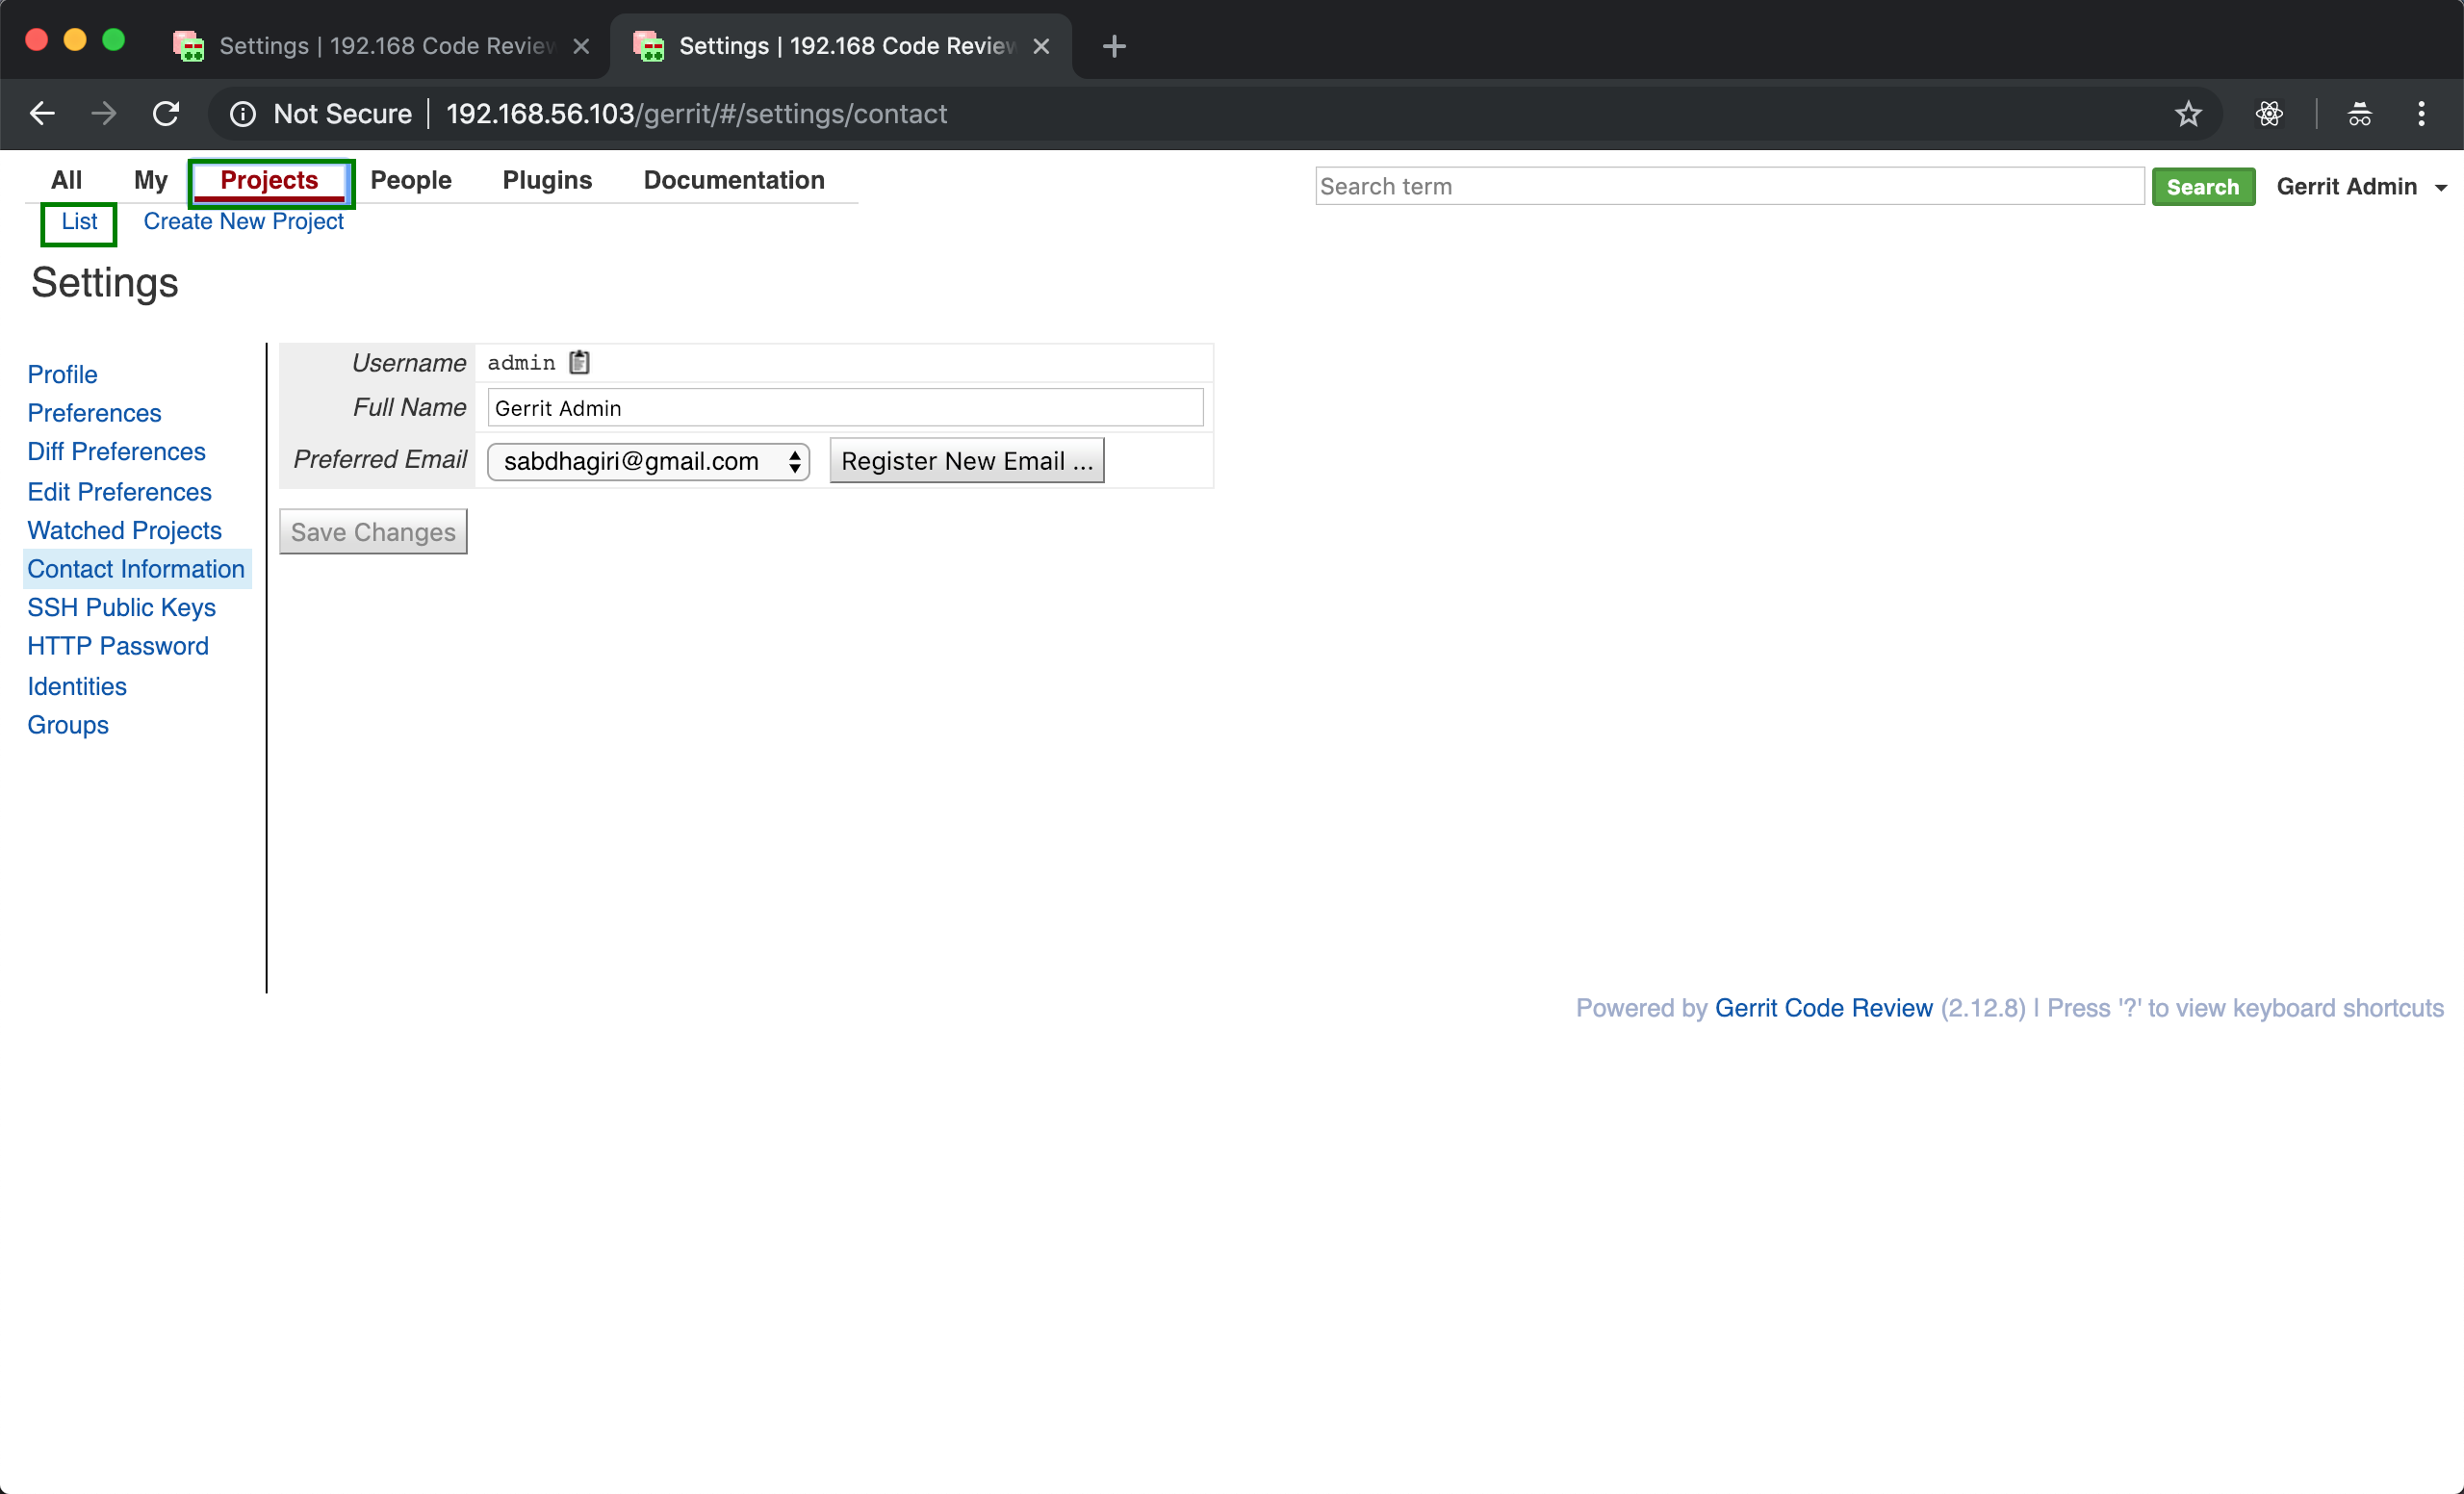 Settings | 192.168 Code Review
Settings | 192.168 Code Review
Not Secure | 192.168.56.103/gerrit/#/settings/contact
All My Projects People Plugins Documentation
Search term Search Gerrit Admin
List Create New Project
Settings
Profile
Preferences
Diff Preferences
Edit Preferences
Watched Projects
Contact Information
SSH Public Keys
HTTP Password
Identities
Groups
Username admin
Full Name Gerrit Admin
Preferred Email sabdhagiri@gmail.com Register New Email ...
Save Changes
Powered by Gerrit Code Review (2.12.8) | Press '?' to view keyboard shortcuts